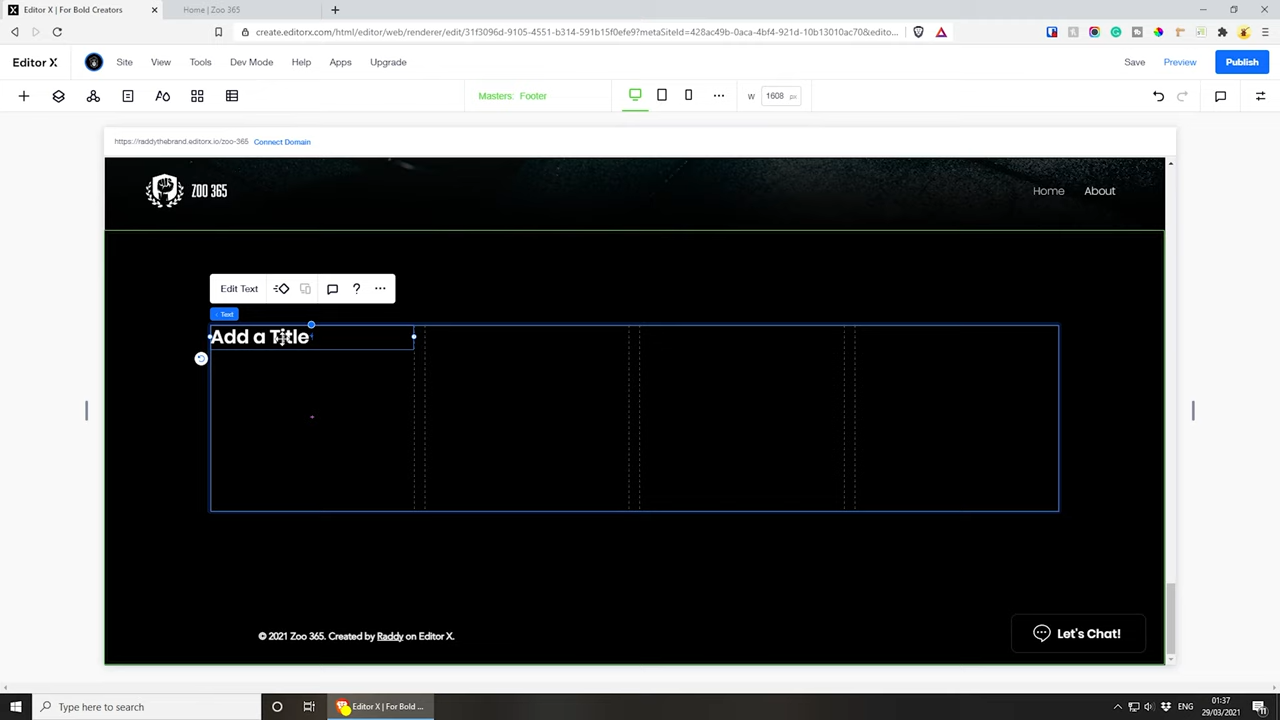 Editor X | For Bold Creators
Home | Zoo 365
create.editorx.com/html/editor/web/renderer/edit/31f3096d-9105-4551-b314-591b15f0efe9?metaSiteId=428ac49b-0aca-4bf4-921d-10b13010ac70&edito...
Editor X
Site
View
Tools
Dev Mode
Help
Apps
Upgrade
Save
Preview
Publish
Masters: Footer
W
1608
px
https://raddythebrand.editorx.io/zoo-365
Connect Domain
ZOO 365
Home
About
Edit Text
?
Text
Add a Title
© 2021 Zoo 365. Created by Raddy on Editor X.
Let's Chat!
Type here to search
Editor X | For Bold ...
ENG
01:37
29/03/2021